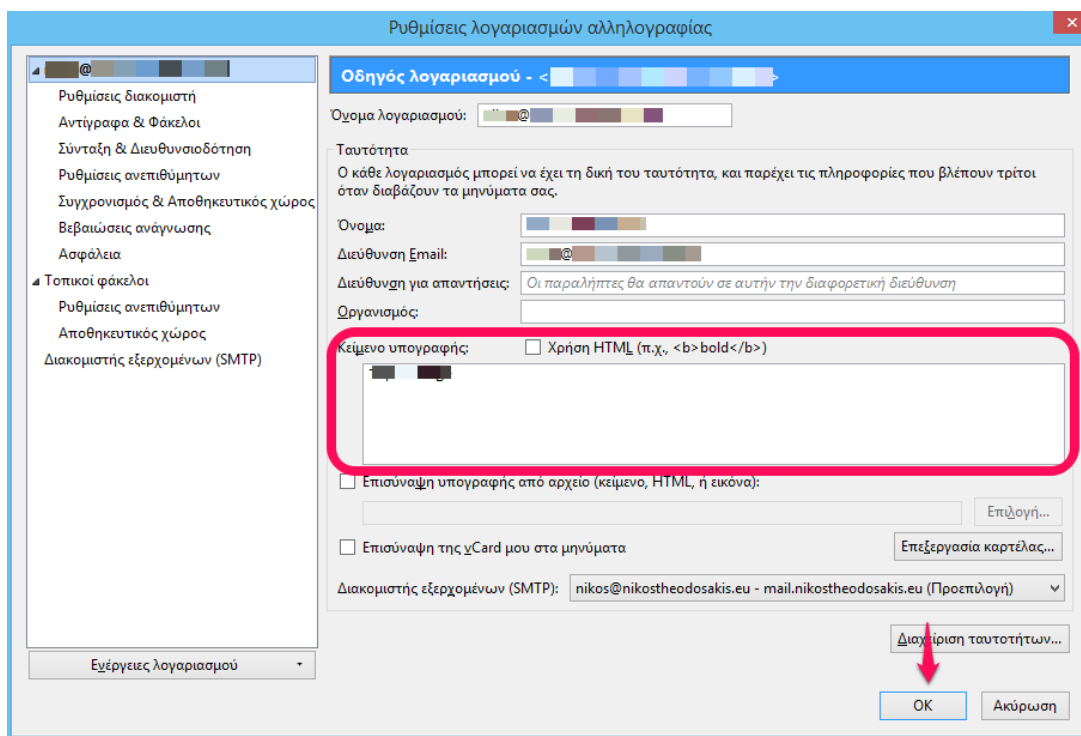 Ρυθμίσεις λογαριασμών αλληλογραφίας
@
Ρυθμίσεις διακομιστή
Αντίγραφα & Φάκελοι
Σύνταξη & Διευθυνσιοδότηση
Ρυθμίσεις ανεπιθύμητων
Συγχρονισμός & Αποθηκευτικός χώρος
Βεβαιώσεις ανάγνωσης
Ασφάλεια
Τοπικοί φάκελοι
Ρυθμίσεις ανεπιθύμητων
Αποθηκευτικός χώρος
Διακομιστής εξερχομένων (SMTP)
Ενέργειες λογαριασμού
Οδηγός λογαριασμού - < >
Όνομα λογαριασμού: @
Ταυτότητα
Ο κάθε λογαριασμός μπορεί να έχει τη δική του ταυτότητα, και παρέχει τις πληροφορίες που βλέπουν τρίτοι
όταν διαβάζουν τα μηνύματα σας.
Όνομα:
Διεύθυνση Email: @
Διεύθυνση για απαντήσεις: Οι παραλήπτες θα απαντούν σε αυτήν την διαφορετική διεύθυνση
Οργανισμός:
Κείμενο υπογραφής: Χρήση HTML (π.χ., <b>bold</b>)
Επισύναψη υπογραφής από αρχείο (κείμενο, HTML, ή εικόνα):
Επιλογή...
Επισύναψη της vCard μου στα μηνύματα Επεξεργασία καρτέλας...
Διακομιστής εξερχομένων (SMTP): nikos@nikostheodosakis.eu - mail.nikostheodosakis.eu (Προεπιλογή)
Διαχείριση ταυτοτήτων...
OK Ακύρωση